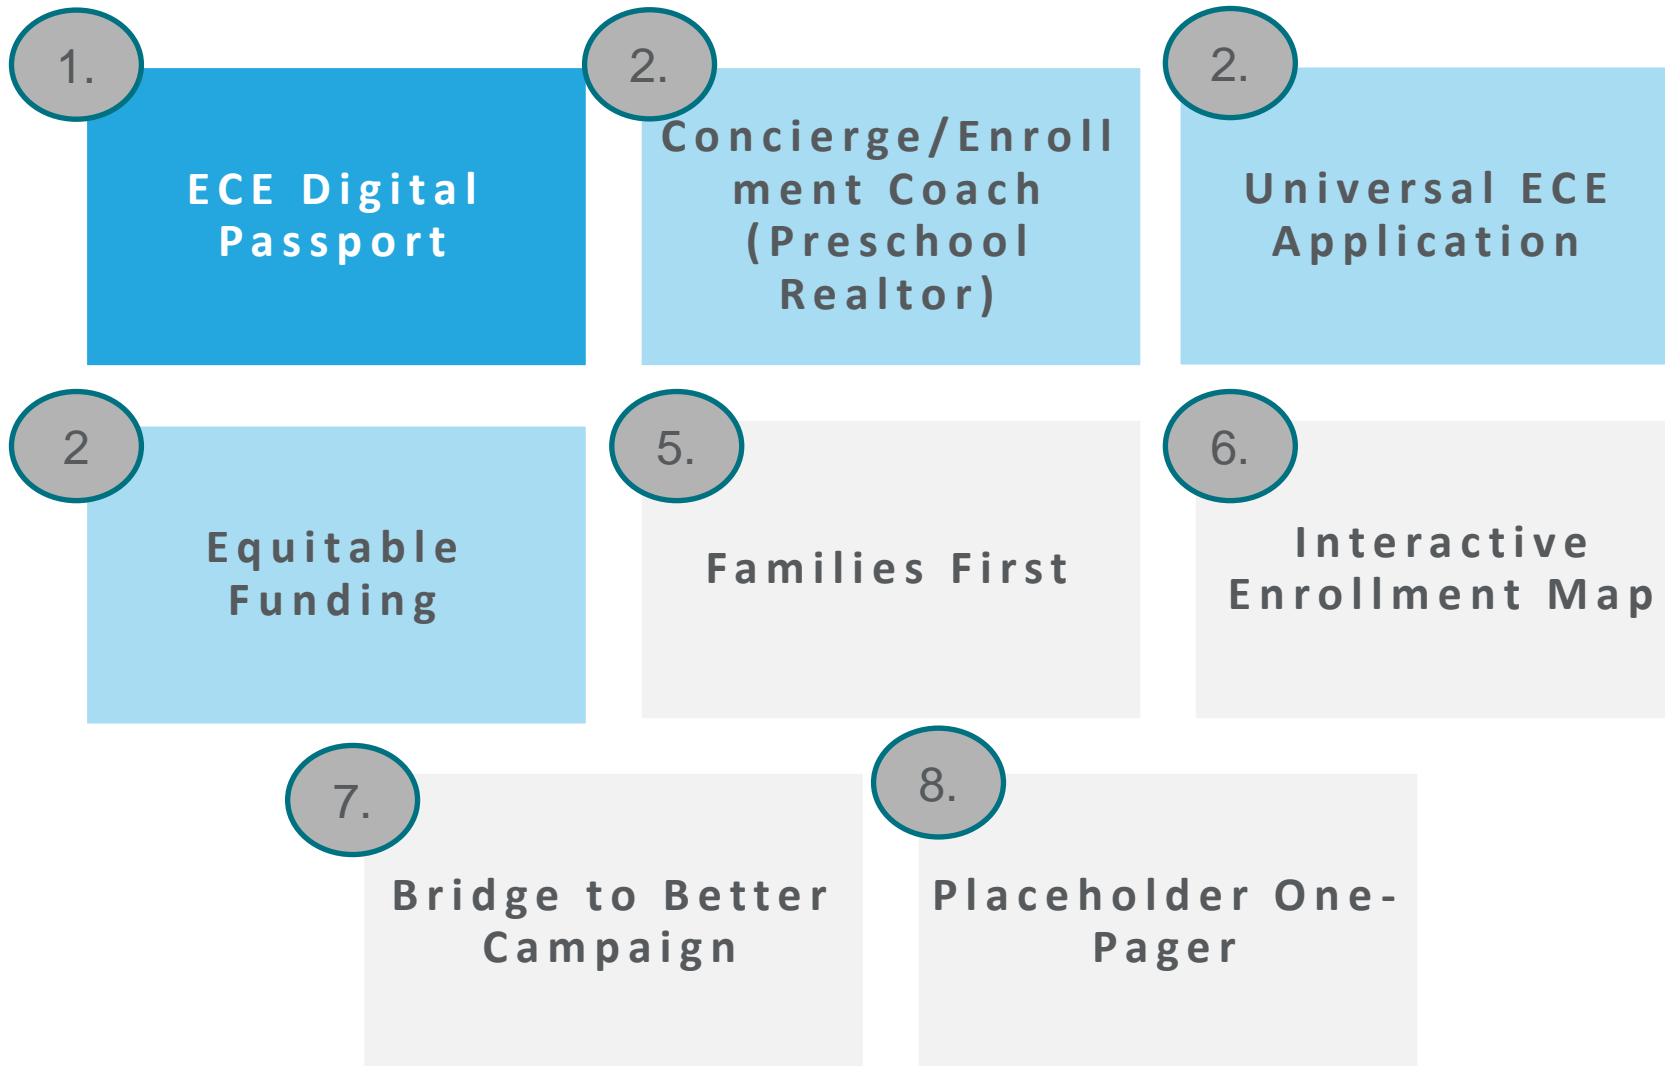 1.
ECE Digital
Passport
2.
Concierge/Enroll
ment Coach
(Preschool
Realtor)
2.
Universal ECE
Application
2
Equitable
Funding
5.
Families First
6.
Interactive
Enrollment Map
7.
Bridge to Better
Campaign
8.
Placeholder One-
Pager